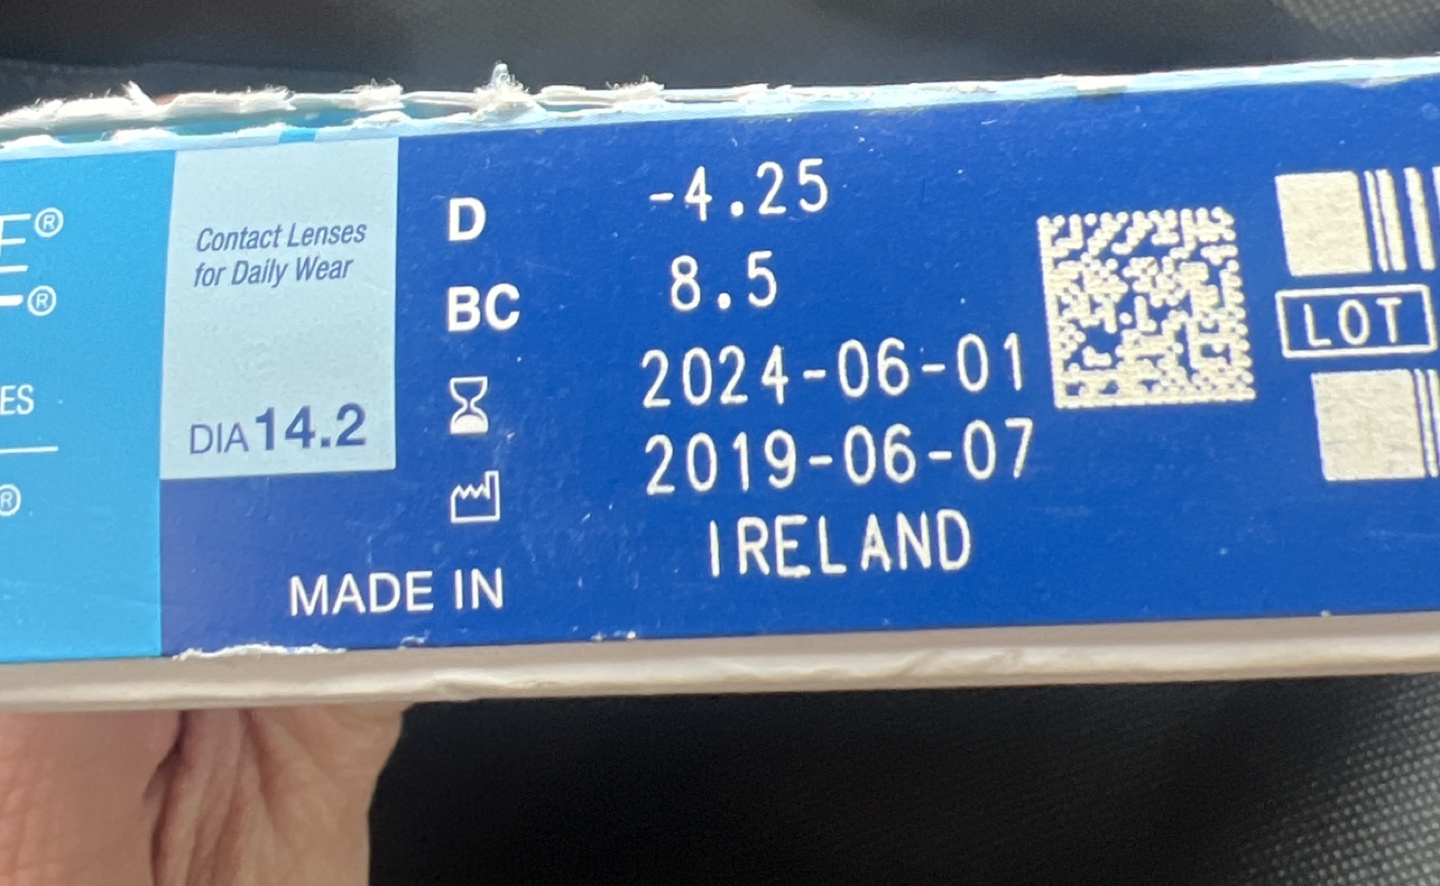 E®
®
ES
®
Contact Lenses
for Daily Wear
DIA 14.2
D -4.25
BC 8.5
2024-06-01
2019-06-07
MADE IN IRELAND
LOT